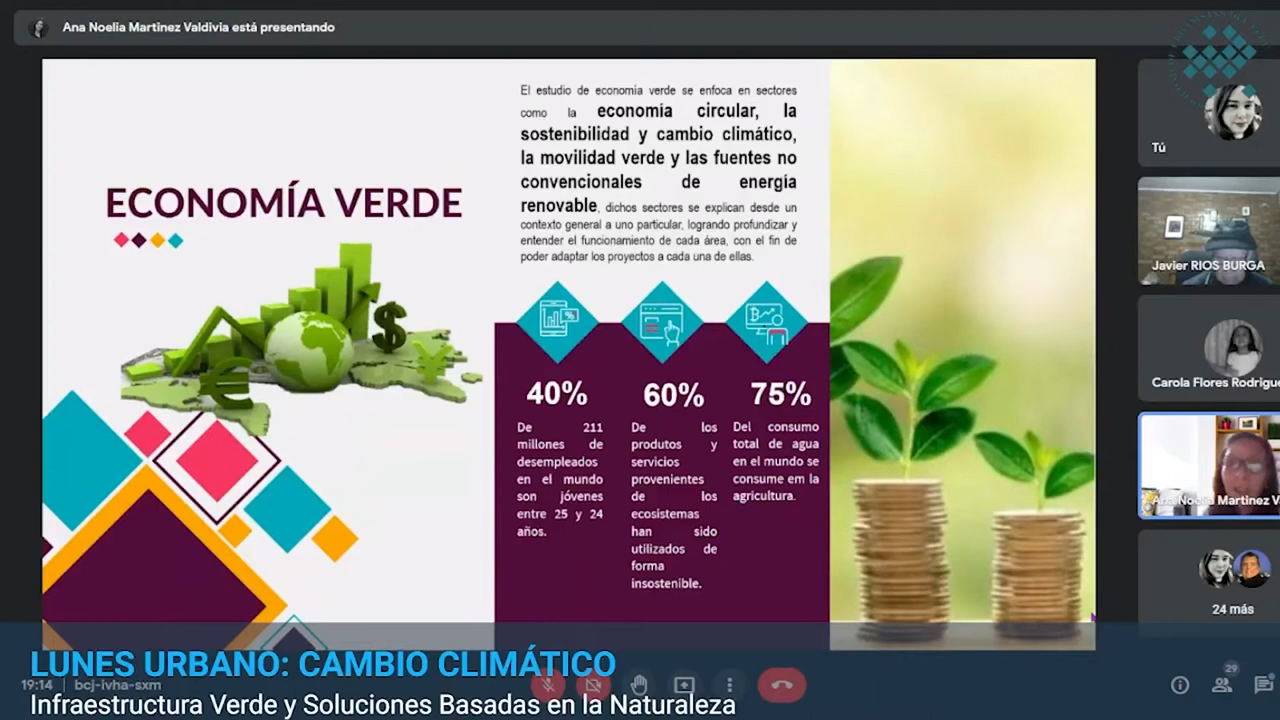 Ana Noelia Martinez Valdivia está presentando
ECONOMÍA VERDE
El estudio de economía verde se enfoca en sectores
como la economía circular, la
sostenibilidad y cambio climático,
la movilidad verde y las fuentes no
convencionales de energía
renovable, dichos sectores se explican desde un
contexto general a uno particular, logrando profundizar y
entender el funcionamiento de cada área, con el fin de
poder adaptar los proyectos a cada una de ellas.
40%
De 211
millones de
desempleados
en el mundo
son jóvenes
entre 25 y 24
años.
60%
De los
produtos y
servicios
provenientes
de los
ecosistemas
han sido
utilizados de
forma
insostenible.
75%
Del consumo
total de agua
en el mundo se
consume em la
agricultura.
Tú
Javier RIOS BURGA
Carola Flores Rodrigue
Ana Noelia Martinez V
24 más
29
LUNES URBANO: CAMBIO CLIMÁTICO
19:14 bcj-ivha-sxm
Infraestructura Verde y Soluciones Basadas en la Naturaleza